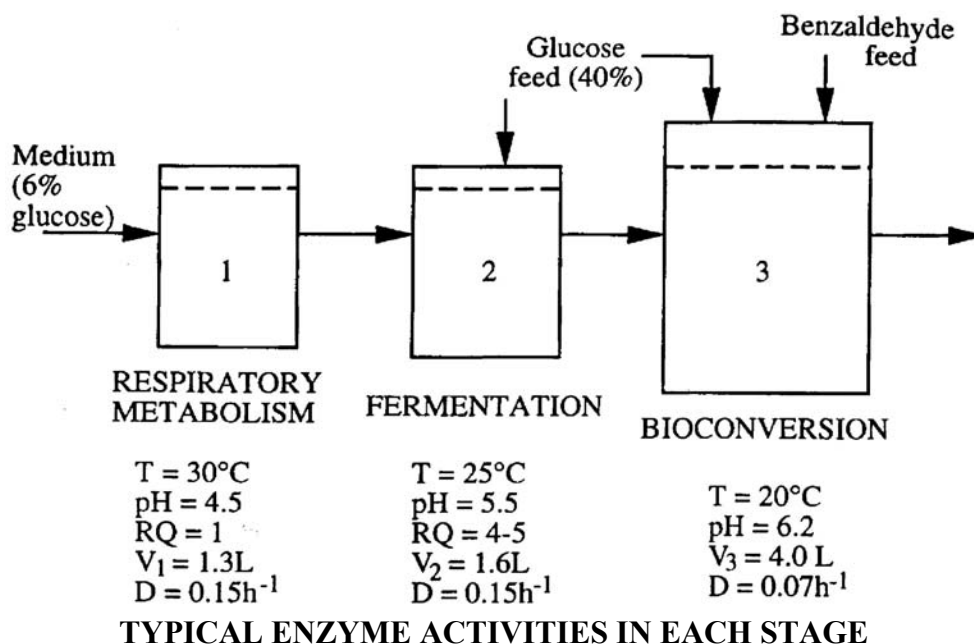 Benzaldehyde
feed
Glucose
feed (40%)
Medium
(6%
glucose)
1
2
3
RESPIRATORY
METABOLISM
T = 30°C
pH = 4.5
RQ = 1
V1 = 1.3L
D = 0.15h-1
FERMENTATION
T = 25°C
pH = 5.5
RQ = 4-5
V2 = 1.6L
D = 0.15h-1
BIOCONVERSION
T = 20°C
pH = 6.2
V3 = 4.0 L
D = 0.07h-1
TYPICAL ENZYME ACTIVITIES IN EACH STAGE